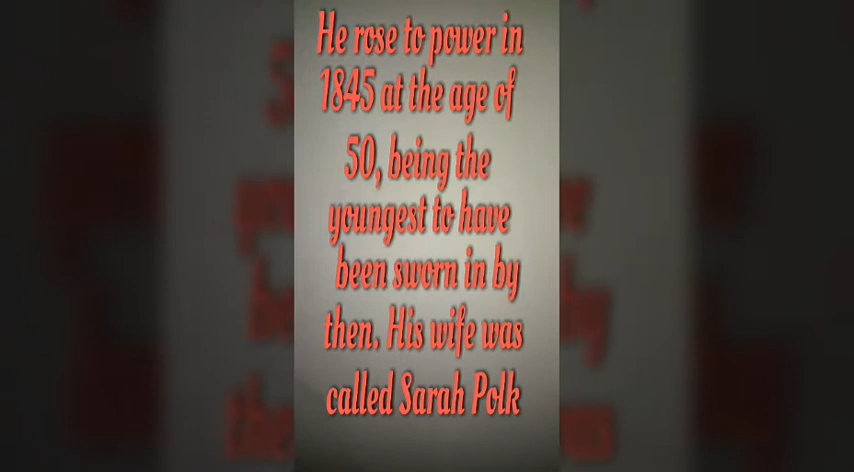 He rose to power in
1845 at the age of
50, being the
youngest to have
been sworn in by
then. His wife was
called Sarah Polk